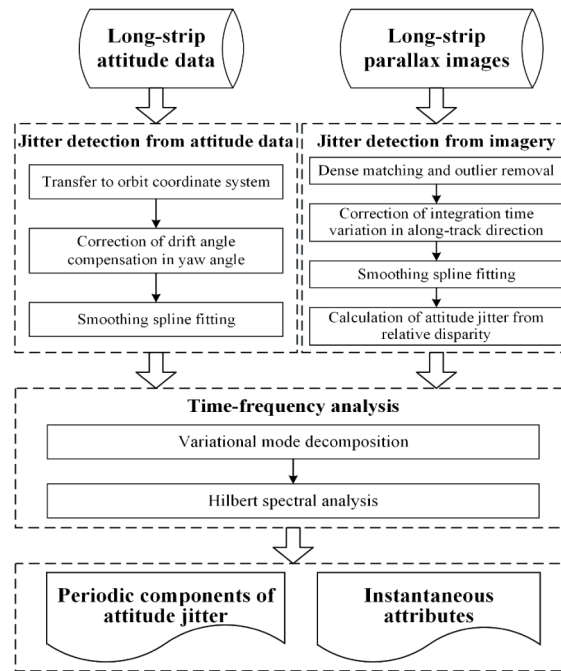 Long-strip
attitude data
Long-strip
parallax images
Jitter detection from attitude data
Transfer to orbit coordinate system
Correction of drift angle
compensation in yaw angle
Smoothing spline fitting
Jitter detection from imagery
Dense matching and outlier removal
Correction of integration time
variation in along-track direction
Smoothing spline fitting
Calculation of attitude jitter from
relative disparity
Time-frequency analysis
Variational mode decomposition
Hilbert spectral analysis
Periodic components of
attitude jitter
Instantaneous
attributes